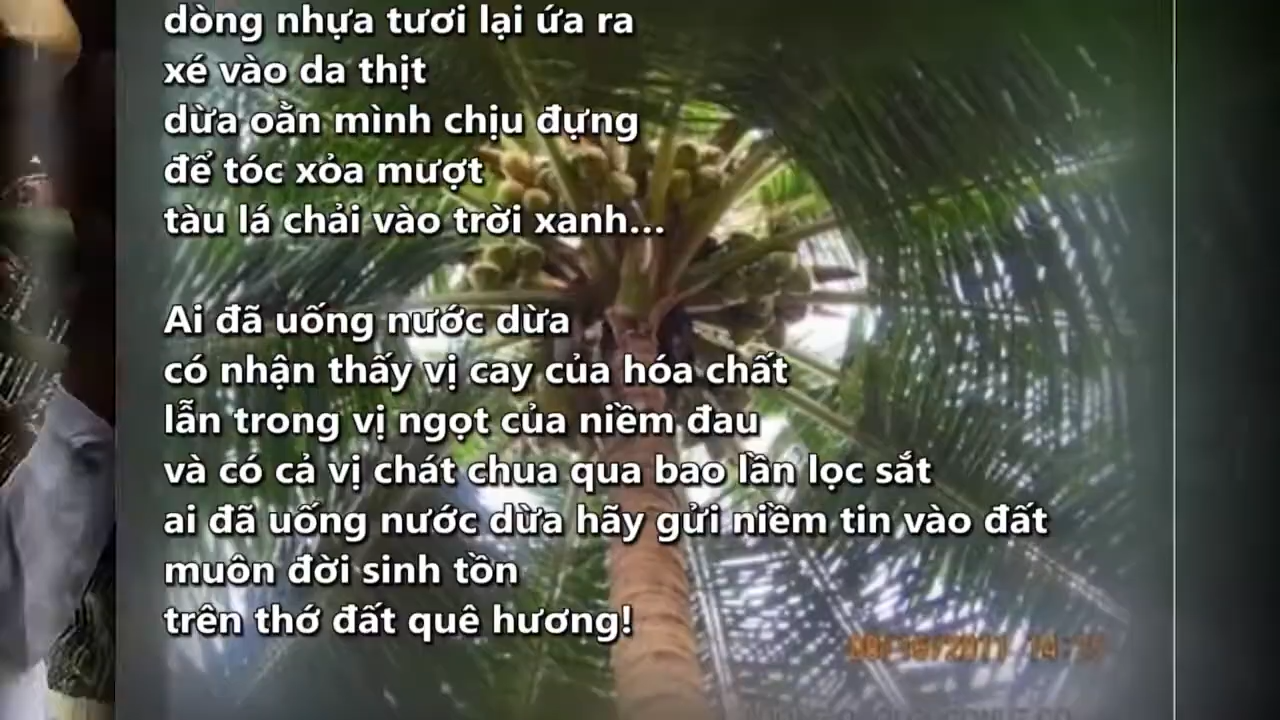 dòng nhựa tươi lại ứa ra
xé vào da thịt
dừa oằn mình chịu đựng
để tóc xỏa mượt
tàu lá chải vào trời xanh...
Ai đã uống nước dừa
có nhận thấy vị cay của hóa chất
lẫn trong vị ngọt của niềm đau
và có cả vị chát chua qua bao lần lọc sắt
ai đã uống nước dừa hãy gửi niềm tin vào đất
muôn đời sinh tồn
trên thớ đất quê hương!